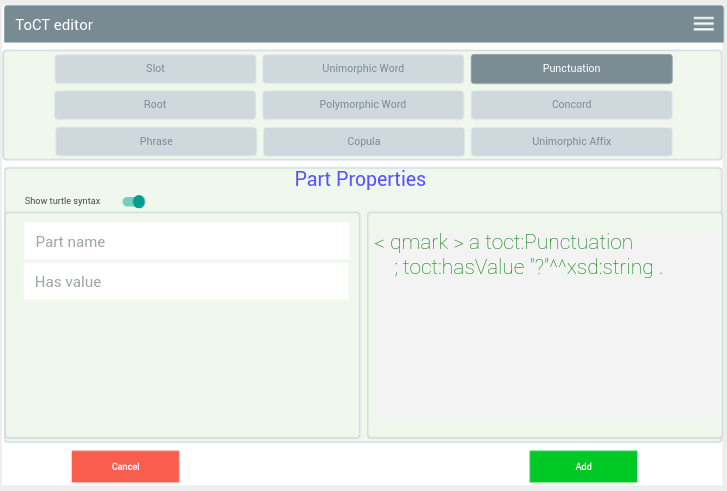 ToCT editor
Slot
Unimorphic Word
Punctuation
Root
Polymorphic Word
Concord
Phrase
Copula
Unimorphic Affix
Part Properties
Show turtle syntax
Part name
Has value
< qmark > a toct:Punctuation
; toct:hasValue "?"^^xsd:string .
Cancel
Add